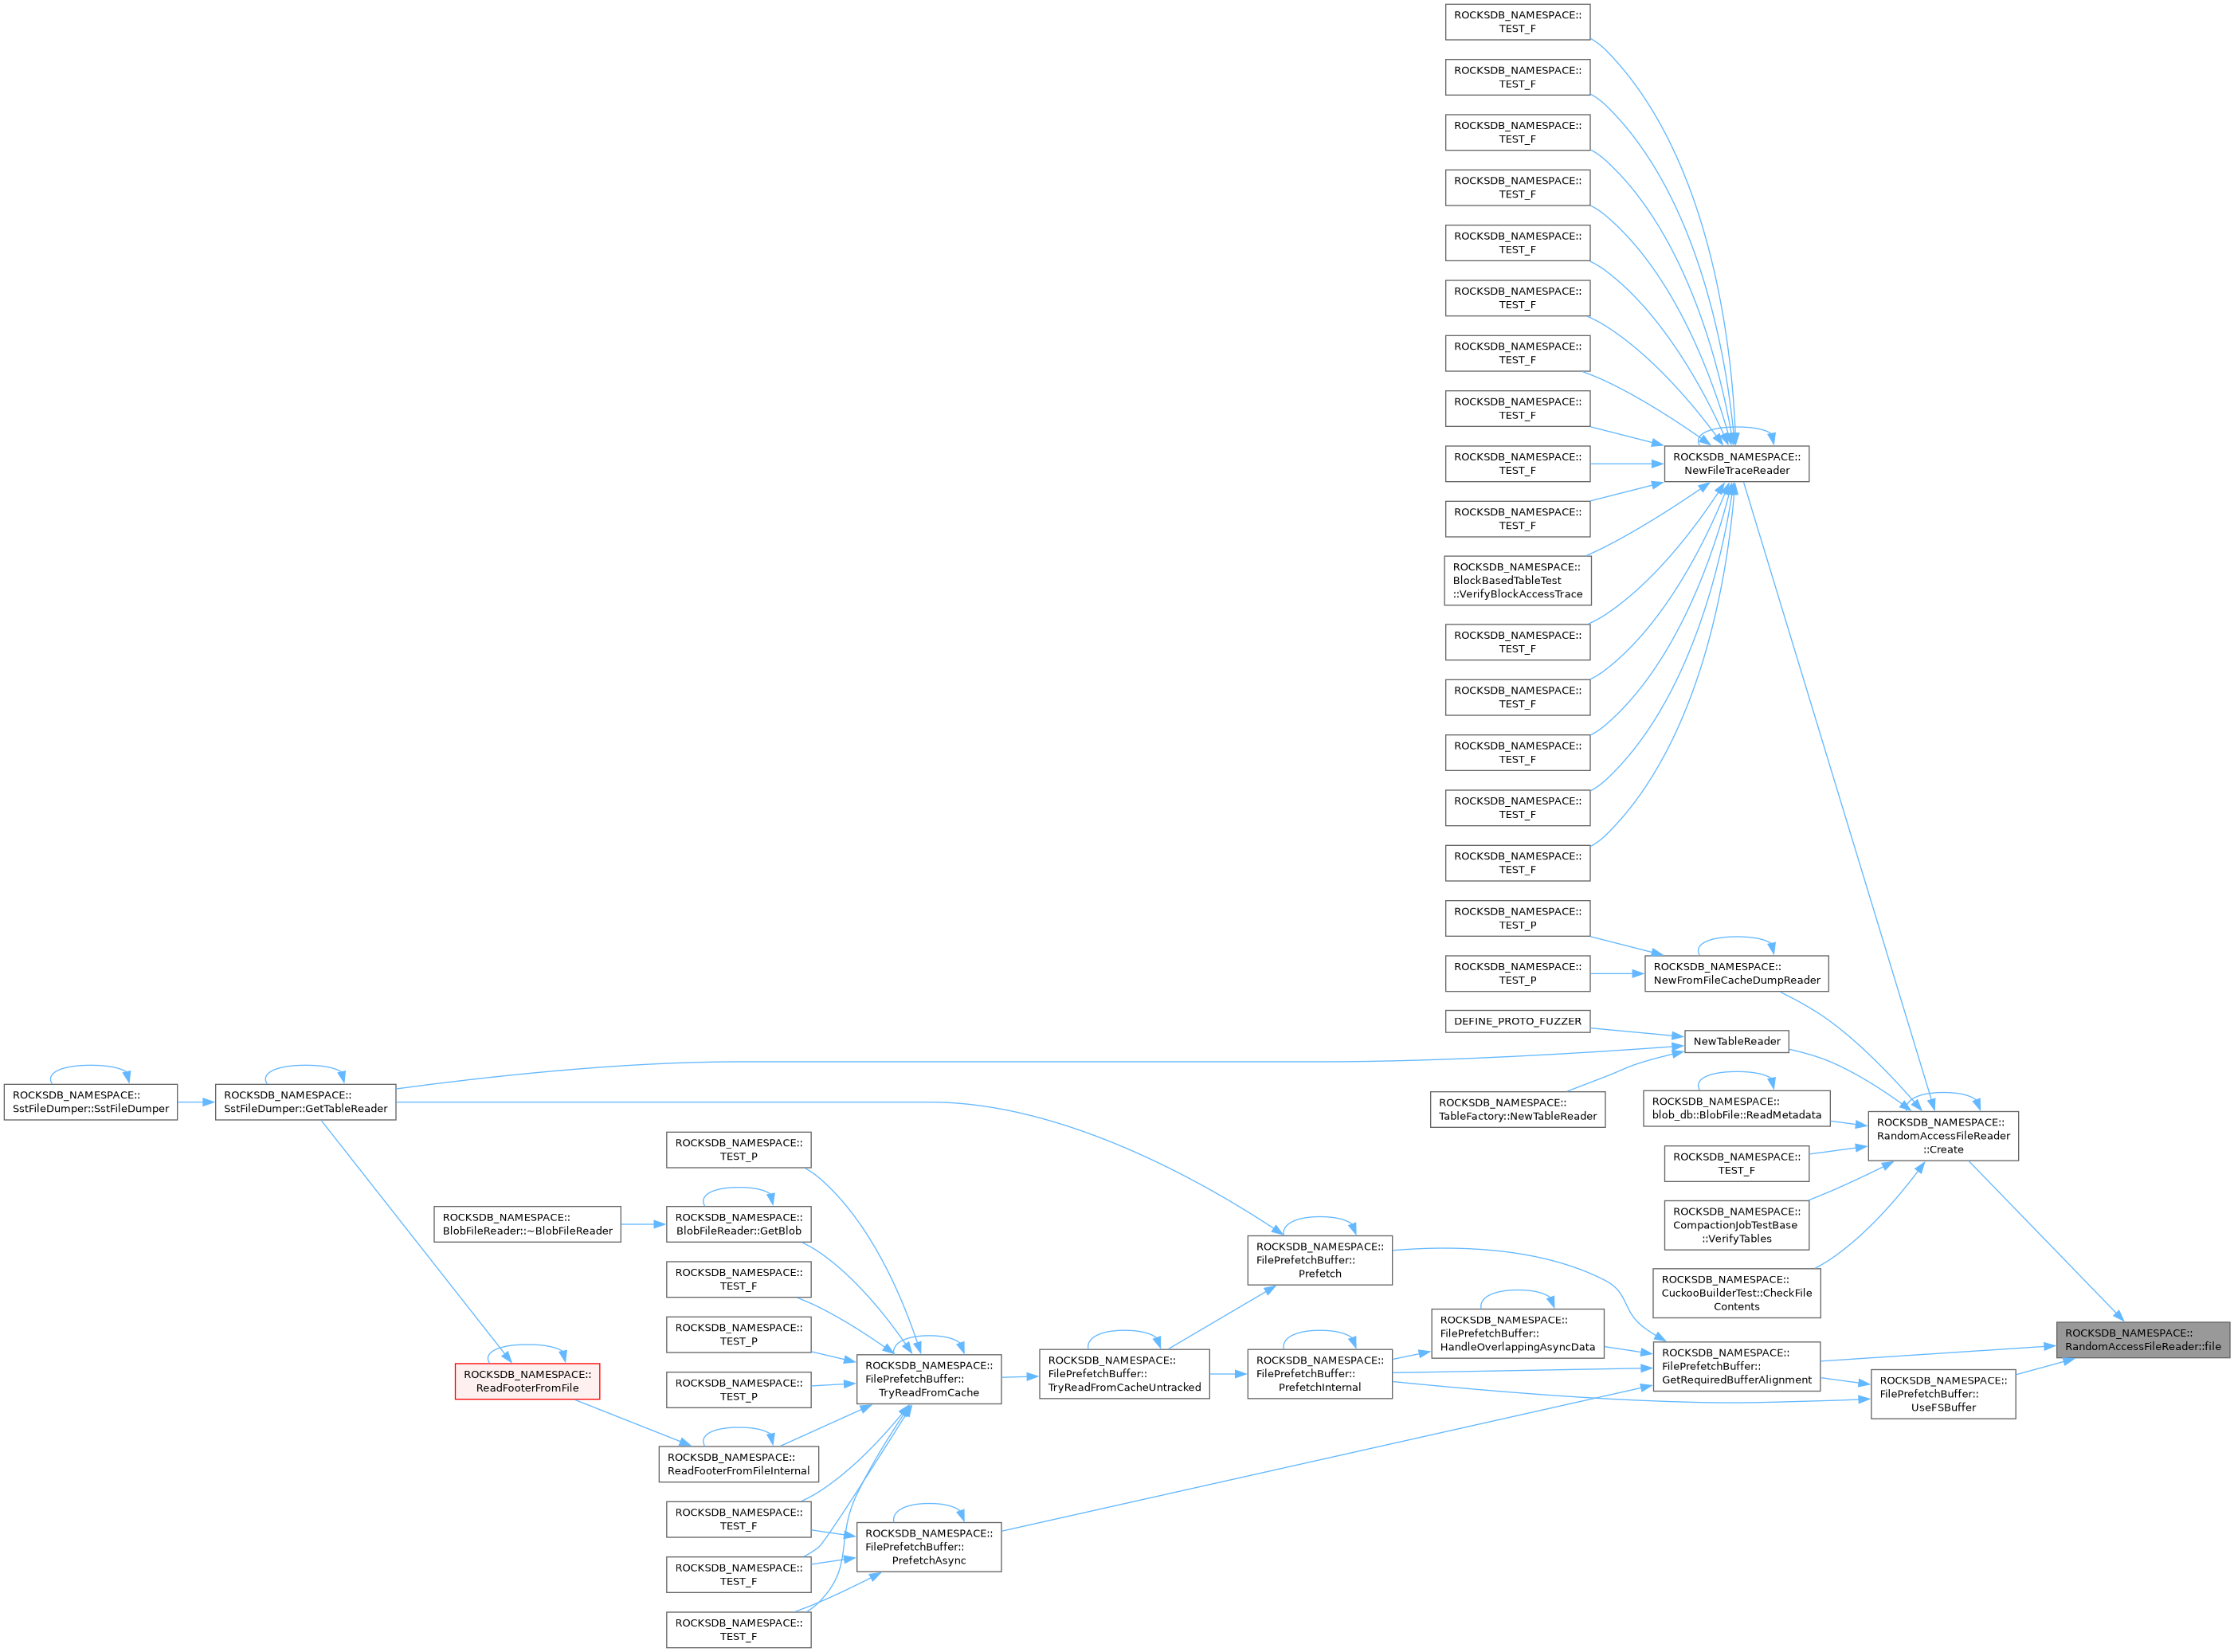 ROCKSDB_NAMESPACE::
TEST_F
ROCKSDB_NAMESPACE::
TEST_F
ROCKSDB_NAMESPACE::
TEST_F
ROCKSDB_NAMESPACE::
TEST_F
ROCKSDB_NAMESPACE::
TEST_F
ROCKSDB_NAMESPACE::
TEST_F
ROCKSDB_NAMESPACE::
TEST_F
ROCKSDB_NAMESPACE::
TEST_F
ROCKSDB_NAMESPACE::
NewFileTraceReader
ROCKSDB_NAMESPACE::
TEST_F
ROCKSDB_NAMESPACE::
TEST_F
ROCKSDB_NAMESPACE::
BlockBasedTableTest
::VerifyBlockAccessTrace
ROCKSDB_NAMESPACE::
TEST_F
ROCKSDB_NAMESPACE::
TEST_F
ROCKSDB_NAMESPACE::
TEST_F
ROCKSDB_NAMESPACE::
TEST_F
ROCKSDB_NAMESPACE::
TEST_F
ROCKSDB_NAMESPACE::
TEST_P
ROCKSDB_NAMESPACE::
NewFromFileCacheDumpReader
ROCKSDB_NAMESPACE::
TEST_P
DEFINE_PROTO_FUZZER
NewTableReader
ROCKSDB_NAMESPACE::
SstFileDumper::SstFileDumper
ROCKSDB_NAMESPACE::
SstFileDumper::GetTableReader
ROCKSDB_NAMESPACE::
TableFactory::NewTableReader
ROCKSDB_NAMESPACE::
blob_db::BlobFile::ReadMetadata
ROCKSDB_NAMESPACE::
RandomAccessFileReader
::Create
ROCKSDB_NAMESPACE::
TEST_P
ROCKSDB_NAMESPACE::
TEST_F
ROCKSDB_NAMESPACE::
BlobFileReader::~BlobFileReader
ROCKSDB_NAMESPACE::
BlobFileReader::GetBlob
ROCKSDB_NAMESPACE::
CompactionJobTestBase
::VerifyTables
ROCKSDB_NAMESPACE::
FilePrefetchBuffer::
Prefetch
ROCKSDB_NAMESPACE::
TEST_F
ROCKSDB_NAMESPACE::
CuckooBuilderTest::CheckFile
Contents
ROCKSDB_NAMESPACE::
TEST_P
ROCKSDB_NAMESPACE::
FilePrefetchBuffer::
HandleOverlappingAsyncData
ROCKSDB_NAMESPACE::
RandomAccessFileReader::file
ROCKSDB_NAMESPACE::
ReadFooterFromFile
ROCKSDB_NAMESPACE::
TEST_P
ROCKSDB_NAMESPACE::
FilePrefetchBuffer::
TryReadFromCache
ROCKSDB_NAMESPACE::
FilePrefetchBuffer::
TryReadFromCacheUntracked
ROCKSDB_NAMESPACE::
FilePrefetchBuffer::
PrefetchInternal
ROCKSDB_NAMESPACE::
FilePrefetchBuffer::
GetRequiredBufferAlignment
ROCKSDB_NAMESPACE::
FilePrefetchBuffer::
UseFSBuffer
ROCKSDB_NAMESPACE::
ReadFooterFromFileInternal
ROCKSDB_NAMESPACE::
TEST_F
ROCKSDB_NAMESPACE::
FilePrefetchBuffer::
PrefetchAsync
ROCKSDB_NAMESPACE::
TEST_F
ROCKSDB_NAMESPACE::
TEST_F